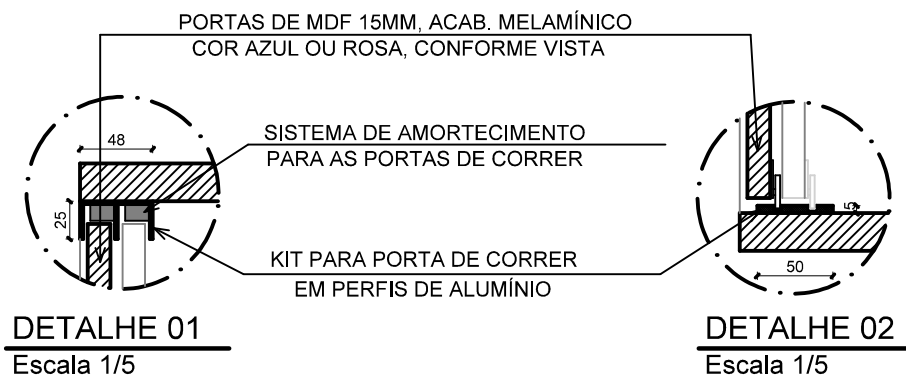 PORTAS DE MDF 15MM, ACAB. MELAMÍNICO
COR AZUL OU ROSA, CONFORME VISTA
48
SISTEMA DE AMORTECIMENTO
PARA AS PORTAS DE CORRER
25
5
KIT PARA PORTA DE CORRER
EM PERFIS DE ALUMÍNIO
50
DETALHE 01
Escala 1/5
DETALHE 02
Escala 1/5